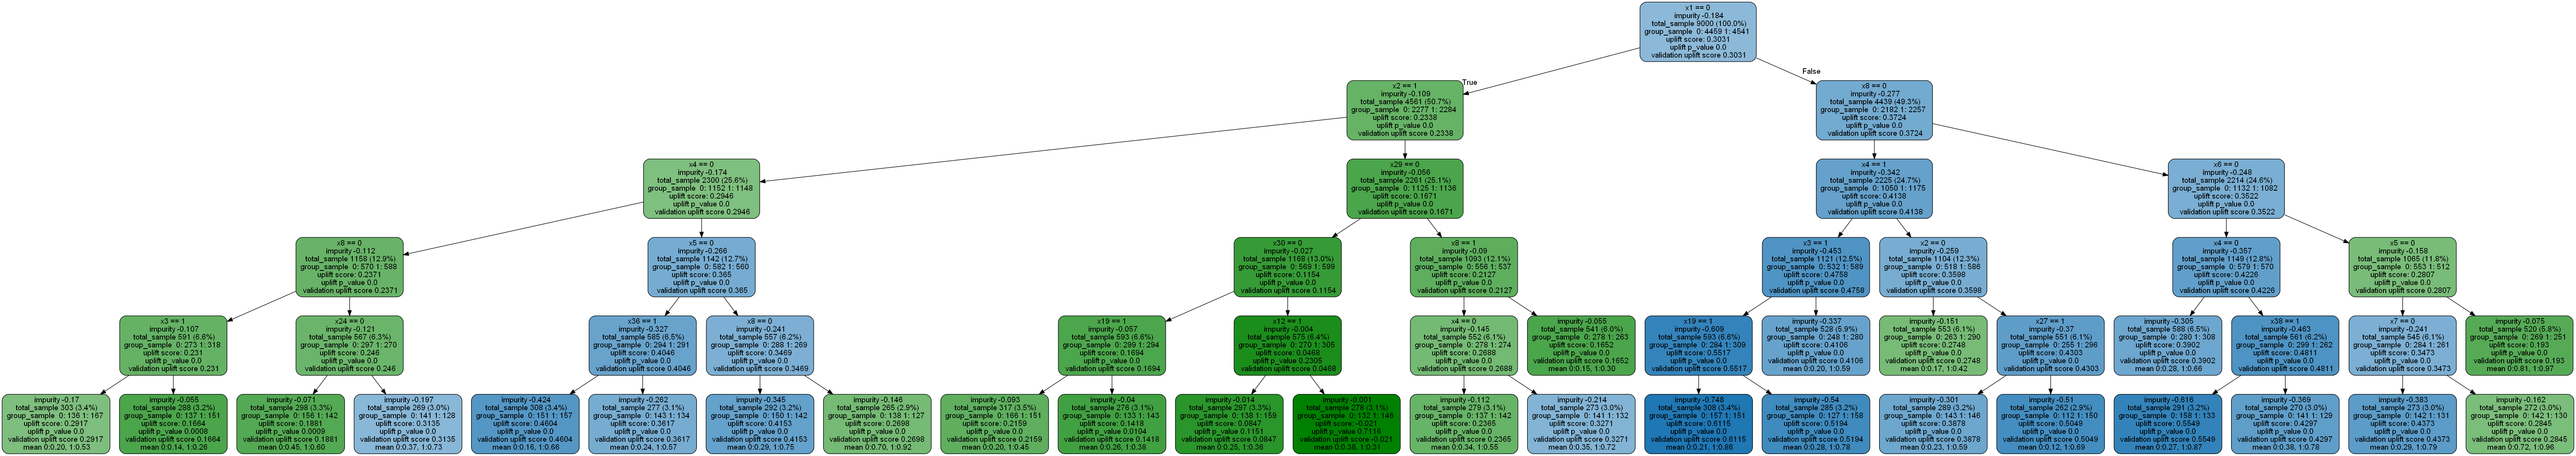 x1 == 0
impurity -0.184
total_sample 9000 (100.0%)
group_sample 0: 4459 1: 4541
uplift score: 0.3031
uplift p_value 0.0
validation uplift score 0.3031
True
False
x2 == 1
impurity -0.109
total_sample 4561 (50.7%)
group_sample 0: 2277 1: 2284
uplift score: 0.2338
uplift p_value 0.0
validation uplift score 0.2338
x8 == 0
impurity -0.277
total_sample 4439 (49.3%)
group_sample 0: 2182 1: 2257
uplift score: 0.3724
uplift p_value 0.0
validation uplift score 0.3724
x4 == 0
impurity -0.174
total_sample 2300 (25.6%)
group_sample 0: 1152 1: 1148
uplift score: 0.2946
uplift p_value 0.0
validation uplift score 0.2946
x29 == 0
impurity -0.056
total_sample 2261 (25.1%)
group_sample 0: 1125 1: 1136
uplift score: 0.1671
uplift p_value 0.0
validation uplift score 0.1671
x4 == 1
impurity -0.342
total_sample 2225 (24.7%)
group_sample 0: 1050 1: 1175
uplift score: 0.4138
uplift p_value 0.0
validation uplift score 0.4138
x6 == 0
impurity -0.248
total_sample 2214 (24.6%)
group_sample 0: 1132 1: 1082
uplift score: 0.3522
uplift p_value 0.0
validation uplift score 0.3522
x8 == 0
impurity -0.112
total_sample 1158 (12.9%)
group_sample 0: 570 1: 588
uplift score: 0.2371
uplift p_value 0.0
validation uplift score 0.2371
x5 == 0
impurity -0.266
total_sample 1142 (12.7%)
group_sample 0: 582 1: 560
uplift score: 0.365
uplift p_value 0.0
validation uplift score 0.365
x30 == 0
impurity -0.027
total_sample 1168 (13.0%)
group_sample 0: 569 1: 599
uplift score: 0.1154
uplift p_value 0.0
validation uplift score 0.1154
x8 == 1
impurity -0.09
total_sample 1093 (12.1%)
group_sample 0: 556 1: 537
uplift score: 0.2127
uplift p_value 0.0
validation uplift score 0.2127
x3 == 1
impurity -0.453
total_sample 1121 (12.5%)
group_sample 0: 532 1: 589
uplift score: 0.4758
uplift p_value 0.0
validation uplift score 0.4758
x2 == 0
impurity -0.259
total_sample 1104 (12.3%)
group_sample 0: 518 1: 586
uplift score: 0.3598
uplift p_value 0.0
validation uplift score 0.3598
x4 == 0
impurity -0.357
total_sample 1149 (12.8%)
group_sample 0: 579 1: 570
uplift score: 0.4226
uplift p_value 0.0
validation uplift score 0.4226
x5 == 0
impurity -0.158
total_sample 1065 (11.8%)
group_sample 0: 553 1: 512
uplift score: 0.2807
uplift p_value 0.0
validation uplift score 0.2807
x3 == 1
impurity -0.107
total_sample 591 (6.6%)
group_sample 0: 273 1: 318
uplift score: 0.231
uplift p_value 0.0
validation uplift score 0.231
x24 == 0
impurity -0.121
total_sample 567 (6.3%)
group_sample 0: 297 1: 270
uplift score: 0.246
uplift p_value 0.0
validation uplift score 0.246
x36 == 1
impurity -0.327
total_sample 585 (6.5%)
group_sample 0: 294 1: 291
uplift score: 0.4046
uplift p_value 0.0
validation uplift score 0.4046
x8 == 0
impurity -0.241
total_sample 557 (6.2%)
group_sample 0: 288 1: 269
uplift score: 0.3469
uplift p_value 0.0
validation uplift score 0.3469
x19 == 1
impurity -0.057
total_sample 593 (6.6%)
group_sample 0: 299 1: 294
uplift score: 0.1694
uplift p_value 0.0
validation uplift score 0.1694
x12 == 1
impurity -0.004
total_sample 575 (6.4%)
group_sample 0: 270 1: 305
uplift score: 0.0468
uplift p_value 0.2305
validation uplift score 0.0468
x4 == 0
impurity -0.145
total_sample 552 (6.1%)
group_sample 0: 278 1: 274
uplift score: 0.2688
uplift p_value 0.0
validation uplift score 0.2688
impurity -0.055
total_sample 541 (6.0%)
group_sample 0: 278 1: 263
uplift score: 0.1652
uplift p_value 0.0
validation uplift score 0.1652
mean 0:0.15, 1:0.30
x19 == 1
impurity -0.609
total_sample 593 (6.6%)
group_sample 0: 284 1: 309
uplift score: 0.5517
uplift p_value 0.0
validation uplift score 0.5517
impurity -0.337
total_sample 528 (5.9%)
group_sample 0: 248 1: 280
uplift score: 0.4106
uplift p_value 0.0
validation uplift score 0.4106
mean 0:0.20, 1:0.59
impurity -0.151
total_sample 553 (6.1%)
group_sample 0: 263 1: 290
uplift score: 0.2748
uplift p_value 0.0
validation uplift score 0.2748
mean 0:0.17, 1:0.42
x27 == 1
impurity -0.37
total_sample 551 (6.1%)
group_sample 0: 255 1: 296
uplift score: 0.4303
uplift p_value 0.0
validation uplift score 0.4303
impurity -0.305
total_sample 588 (6.5%)
group_sample 0: 280 1: 308
uplift score: 0.3902
uplift p_value 0.0
validation uplift score 0.3902
mean 0:0.28, 1:0.66
x38 == 1
impurity -0.463
total_sample 561 (6.2%)
group_sample 0: 299 1: 262
uplift score: 0.4811
uplift p_value 0.0
validation uplift score 0.4811
x7 == 0
impurity -0.241
total_sample 545 (6.1%)
group_sample 0: 284 1: 261
uplift score: 0.3473
uplift p_value 0.0
validation uplift score 0.3473
impurity -0.075
total_sample 520 (5.8%)
group_sample 0: 269 1: 251
uplift score: 0.193
uplift p_value 0.0
validation uplift score 0.193
mean 0:0.81, 1:0.97
impurity -0.17
total_sample 303 (3.4%)
group_sample 0: 136 1: 167
uplift score: 0.2917
uplift p_value 0.0
validation uplift score 0.2917
mean 0:0.20, 1:0.53
impurity -0.055
total_sample 288 (3.2%)
group_sample 0: 137 1: 151
uplift score: 0.1664
uplift p_value 0.0008
validation uplift score 0.1664
mean 0:0.14, 1:0.26
impurity -0.071
total_sample 298 (3.3%)
group_sample 0: 156 1: 142
uplift score: 0.1881
uplift p_value 0.0009
validation uplift score 0.1881
mean 0:0.45, 1:0.60
impurity -0.197
total_sample 269 (3.0%)
group_sample 0: 141 1: 128
uplift score: 0.3135
uplift p_value 0.0
validation uplift score 0.3135
mean 0:0.37, 1:0.73
impurity -0.424
total_sample 308 (3.4%)
group_sample 0: 151 1: 157
uplift score: 0.4604
uplift p_value 0.0
validation uplift score 0.4604
mean 0:0.16, 1:0.66
impurity -0.262
total_sample 277 (3.1%)
group_sample 0: 143 1: 134
uplift score: 0.3617
uplift p_value 0.0
validation uplift score 0.3617
mean 0:0.24, 1:0.57
impurity -0.345
total_sample 292 (3.2%)
group_sample 0: 150 1: 142
uplift score: 0.4153
uplift p_value 0.0
validation uplift score 0.4153
mean 0:0.29, 1:0.75
impurity -0.146
total_sample 265 (2.9%)
group_sample 0: 138 1: 127
uplift score: 0.2698
uplift p_value 0.0
validation uplift score 0.2698
mean 0:0.70, 1:0.92
impurity -0.093
total_sample 317 (3.5%)
group_sample 0: 166 1: 151
uplift score: 0.2159
uplift p_value 0.0
validation uplift score 0.2159
mean 0:0.20, 1:0.45
impurity -0.04
total_sample 276 (3.1%)
group_sample 0: 133 1: 143
uplift score: 0.1418
uplift p_value 0.0104
validation uplift score 0.1418
mean 0:0.26, 1:0.38
impurity -0.014
total_sample 297 (3.3%)
group_sample 0: 138 1: 159
uplift score: 0.0847
uplift p_value 0.1151
validation uplift score 0.0847
mean 0:0.25, 1:0.36
impurity -0.001
total_sample 278 (3.1%)
group_sample 0: 132 1: 146
uplift score: -0.021
uplift p_value 0.7116
validation uplift score -0.021
mean 0:0.38, 1:0.31
impurity -0.112
total_sample 279 (3.1%)
group_sample 0: 137 1: 142
uplift score: 0.2365
uplift p_value 0.0
validation uplift score 0.2365
mean 0:0.34, 1:0.55
impurity -0.214
total_sample 273 (3.0%)
group_sample 0: 141 1: 132
uplift score: 0.3271
uplift p_value 0.0
validation uplift score 0.3271
mean 0:0.35, 1:0.72
impurity -0.748
total_sample 308 (3.4%)
group_sample 0: 157 1: 151
uplift score: 0.6115
uplift p_value 0.0
validation uplift score 0.6115
mean 0:0.21, 1:0.86
impurity -0.54
total_sample 285 (3.2%)
group_sample 0: 127 1: 158
uplift score: 0.5194
uplift p_value 0.0
validation uplift score 0.5194
mean 0:0.28, 1:0.78
impurity -0.301
total_sample 289 (3.2%)
group_sample 0: 143 1: 146
uplift score: 0.3878
uplift p_value 0.0
validation uplift score 0.3878
mean 0:0.23, 1:0.59
impurity -0.51
total_sample 262 (2.9%)
group_sample 0: 112 1: 150
uplift score: 0.5049
uplift p_value 0.0
validation uplift score 0.5049
mean 0:0.12, 1:0.69
impurity -0.616
total_sample 291 (3.2%)
group_sample 0: 158 1: 133
uplift score: 0.5549
uplift p_value 0.0
validation uplift score 0.5549
mean 0:0.27, 1:0.87
impurity -0.369
total_sample 270 (3.0%)
group_sample 0: 141 1: 129
uplift score: 0.4297
uplift p_value 0.0
validation uplift score 0.4297
mean 0:0.38, 1:0.78
impurity -0.383
total_sample 273 (3.0%)
group_sample 0: 142 1: 131
uplift score: 0.4373
uplift p_value 0.0
validation uplift score 0.4373
mean 0:0.29, 1:0.79
impurity -0.162
total_sample 272 (3.0%)
group_sample 0: 142 1: 130
uplift score: 0.2845
uplift p_value 0.0
validation uplift score 0.2845
mean 0:0.72, 1:0.96